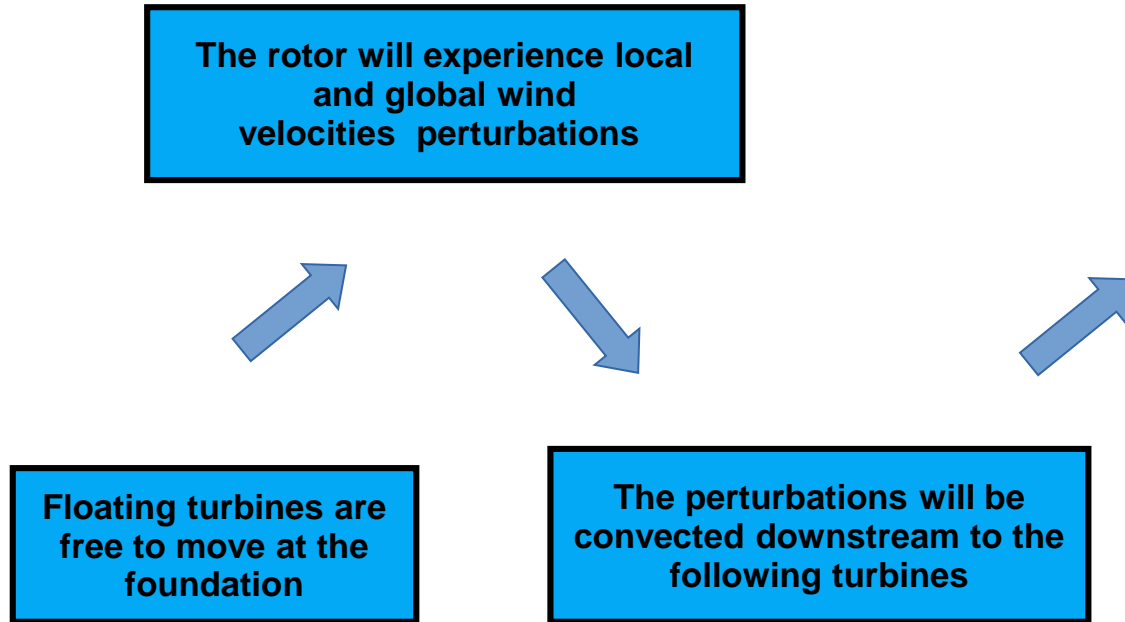 The rotor will experience local
and global wind
velocities  perturbations
Floating turbines are
free to move at the
foundation
The perturbations will be
convected downstream to the
following turbines